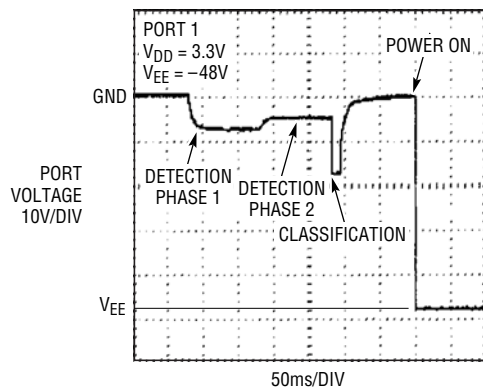 PORT 1
VDD = 3.3V
VEE = –48V
POWER ON
GND
PORT
VOLTAGE
10V/DIV
DETECTION
PHASE 1
DETECTION
PHASE 2
CLASSIFICATION
VEE
50ms/DIV